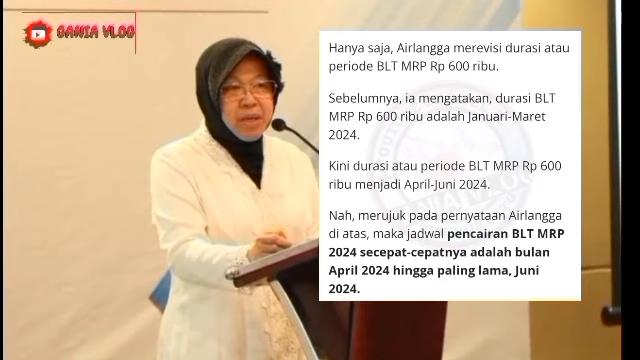 GANIA VLOG
Hanya saja, Airlangga merevisi durasi atau
periode BLT MRP Rp 600 ribu.
Sebelumnya, ia mengatakan, durasi BLT
MRP Rp 600 ribu adalah Januari-Maret
2024.
Kini durasi atau periode BLT MRP Rp 600
ribu menjadi April-Juni 2024.
Nah, merujuk pada pernyataan Airlangga
di atas, maka jadwal pencairan BLT MRP
2024 secepat-cepatnya adalah bulan
April 2024 hingga paling lama, Juni
2024.